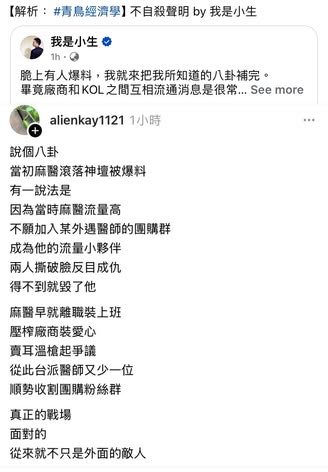 【解析： #青鳥經濟學】 不自殺聲明 by 我是小生
我是小生
1h ·
脆上有人爆料，我就來把我所知道的八卦補完。
畢竟廠商和KOL之間互相流通消息是很常... See more
alienkay1121 1小時
說個八卦
當初麻醫滾落神壇被爆料
有一說法是
因為當時麻醫流量高
不願加入某外遇醫師的團購群
成為他的流量小夥伴
兩人撕破臉反目成仇
得不到就毀了他
麻醫早就離職裝上班
壓榨廠商裝愛心
賣耳溫槍起爭議
從此台派醫師又少一位
順勢收割團購粉絲群
真正的戰場
面對的
從來就不只是外面的敵人